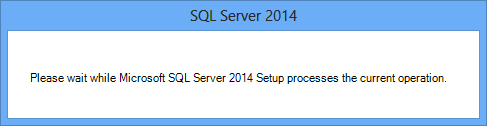 SQL Server 2014
Please wait while Microsoft SQL Server 2014 Setup processes the current operation.